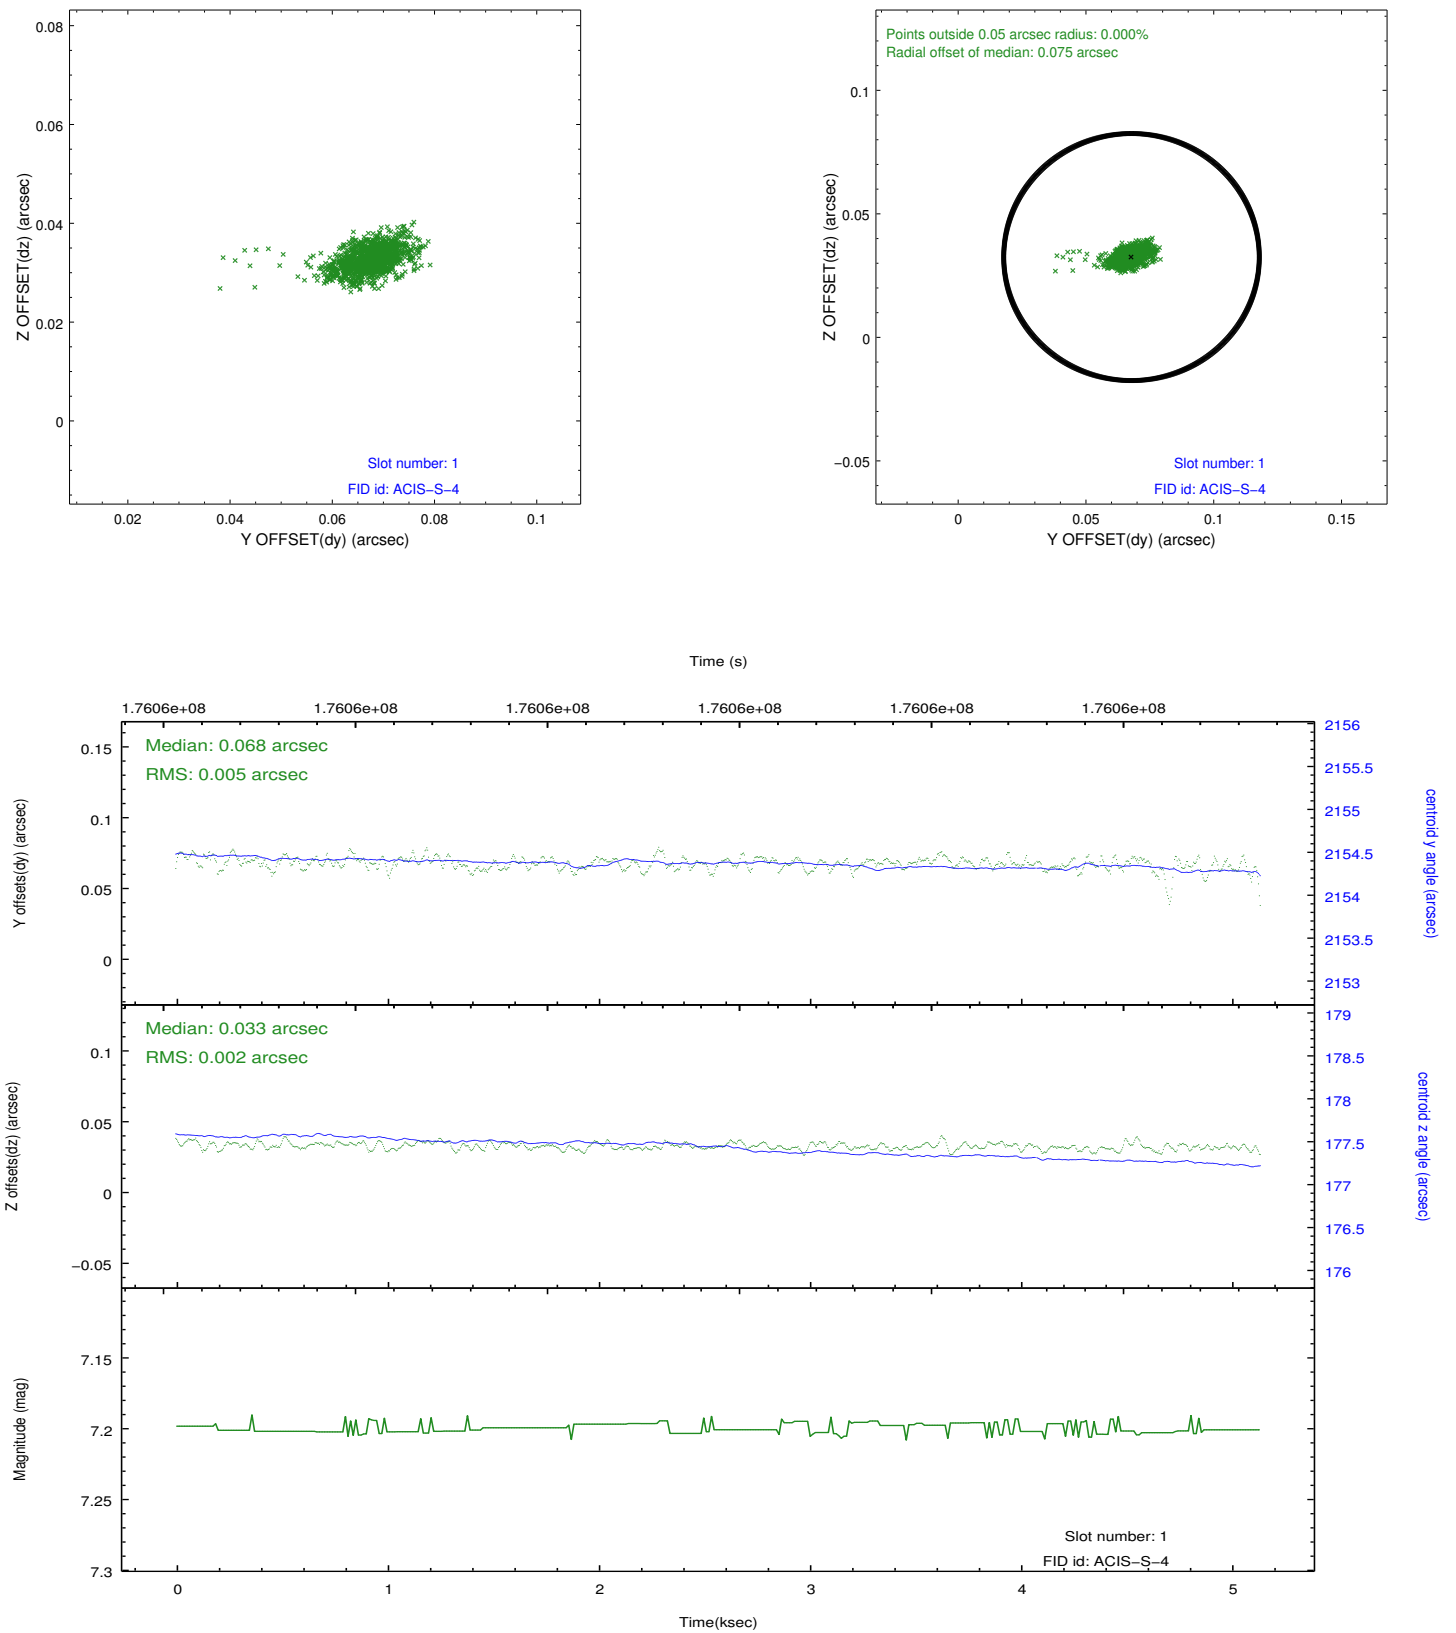 0.08
0.06
0.04
0.02
0
Z OFFSET(dz) (arcsec)
Slot number: 1
FID id: ACIS−S−4
0.02 0.04 0.06 0.08 0.1
Y OFFSET(dy) (arcsec)
Points outside 0.05 arcsec radius: 0.000%
Radial offset of median: 0.075 arcsec
0.1
0.05
0
−0.05
Z OFFSET(dz) (arcsec)
Slot number: 1
FID id: ACIS−S−4
0 0.05 0.1 0.15
Y OFFSET(dy) (arcsec)
Time (s)
1.7606e+08 1.7606e+08 1.7606e+08 1.7606e+08 1.7606e+08 1.7606e+08
Median: 0.068 arcsec
RMS: 0.005 arcsec
0.15
0.1
0.05
0
Y offsets(dy) (arcsec)
2156
2155.5
2155
2154.5
2154
2153.5
2153
centroid y angle (arcsec)
Median: 0.033 arcsec
RMS: 0.002 arcsec
0.1
0.05
0
−0.05
Z offsets(dz) (arcsec)
179
178.5
178
177.5
177
176.5
176
centroid z angle (arcsec)
7.15
7.2
7.25
7.3
Magnitude (mag)
Slot number: 1
FID id: ACIS−S−4
0 1 2 3 4 5
Time(ksec)